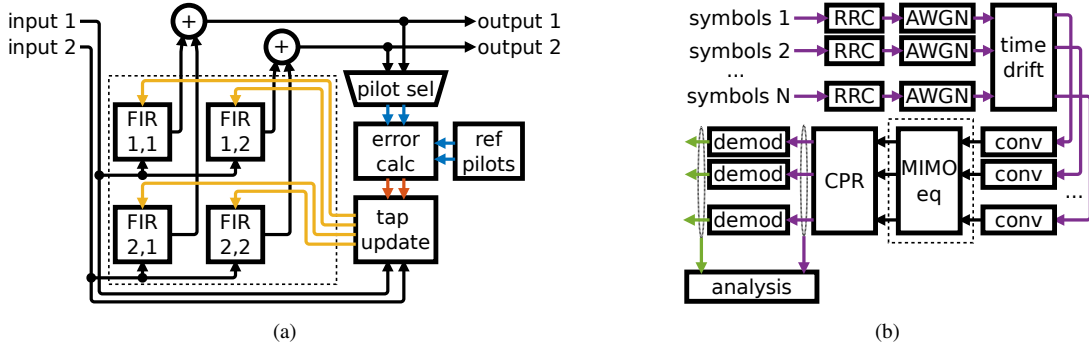 input 1
input 2
output 1
output 2
+
+
pilot sel
FIR
1,1
FIR
1,2
error
calc
ref
pilots
FIR
2,1
FIR
2,2
tap
update
(a)
symbols 1
RRC
AWGN
symbols 2
RRC
AWGN
...
symbols N
RRC
AWGN
time
drift
demod
demod
demod
CPR
MIMO
eq
conv
conv
...
conv
analysis
(b)